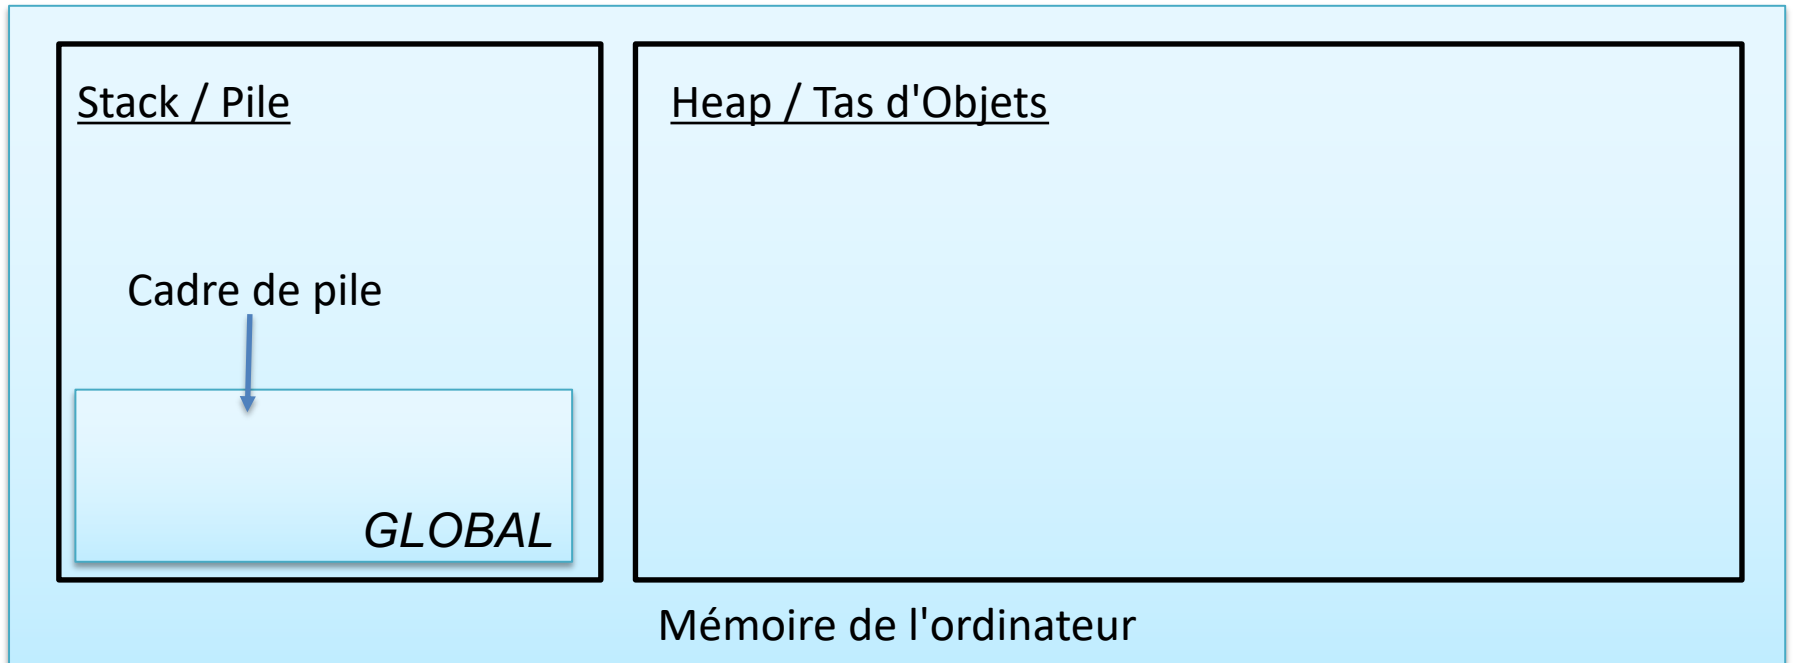 Stack / Pile
Heap / Tas d'Objets
Cadre de pile
GLOBAL
Mémoire de l'ordinateur